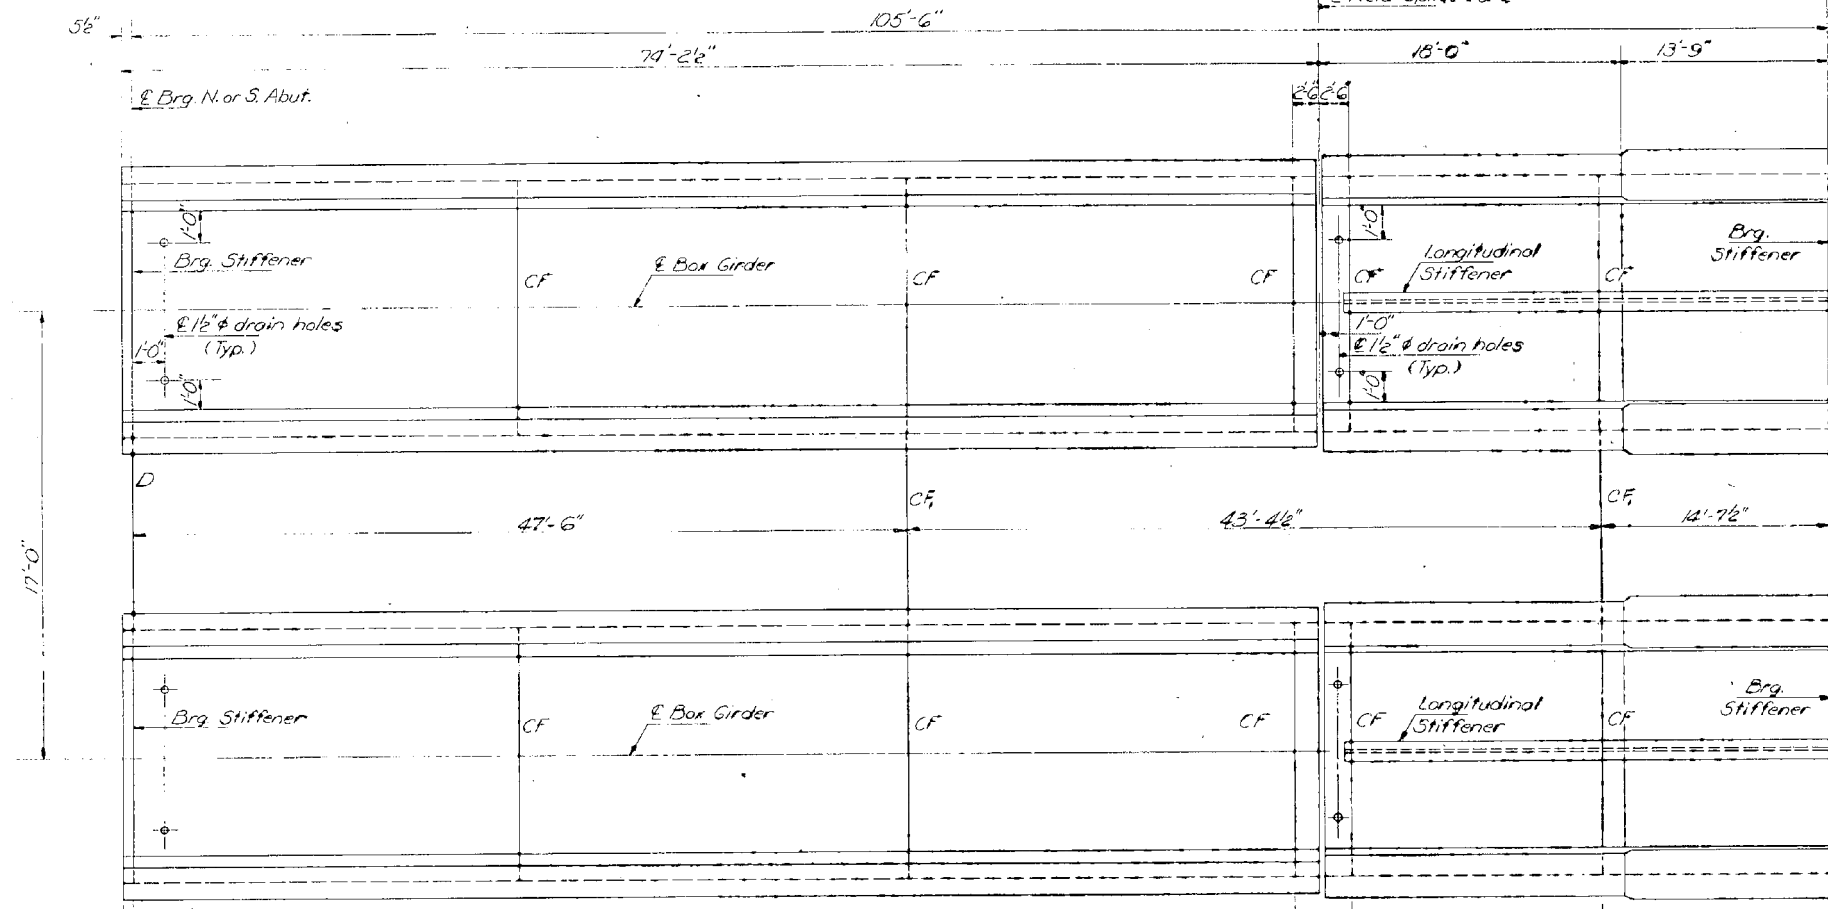 5½" 105'-6"
74'-2½" 18'-0" 13'-9"
℄ Brg. N. or S. Abut. 2'-6 2'-6
1'-0" 1'-0"
Brg. Stiffener ℄ Box Girder Longitudinal Brg.
Stiffener Stiffener
CF CF CF CF CF
℄ 1½" φ drain holes 1'-0"
(Typ.) ℄ 1½" φ drain holes
1'-0" (Typ.)
1'-0" 1'-0"
D CF₁ CF₁
47'-6" 43'-4½" 14'-7½"
17'-0"
Brg. Stiffener ℄ Box Girder Longitudinal Brg.
Stiffener Stiffener
CF CF CF CF CF